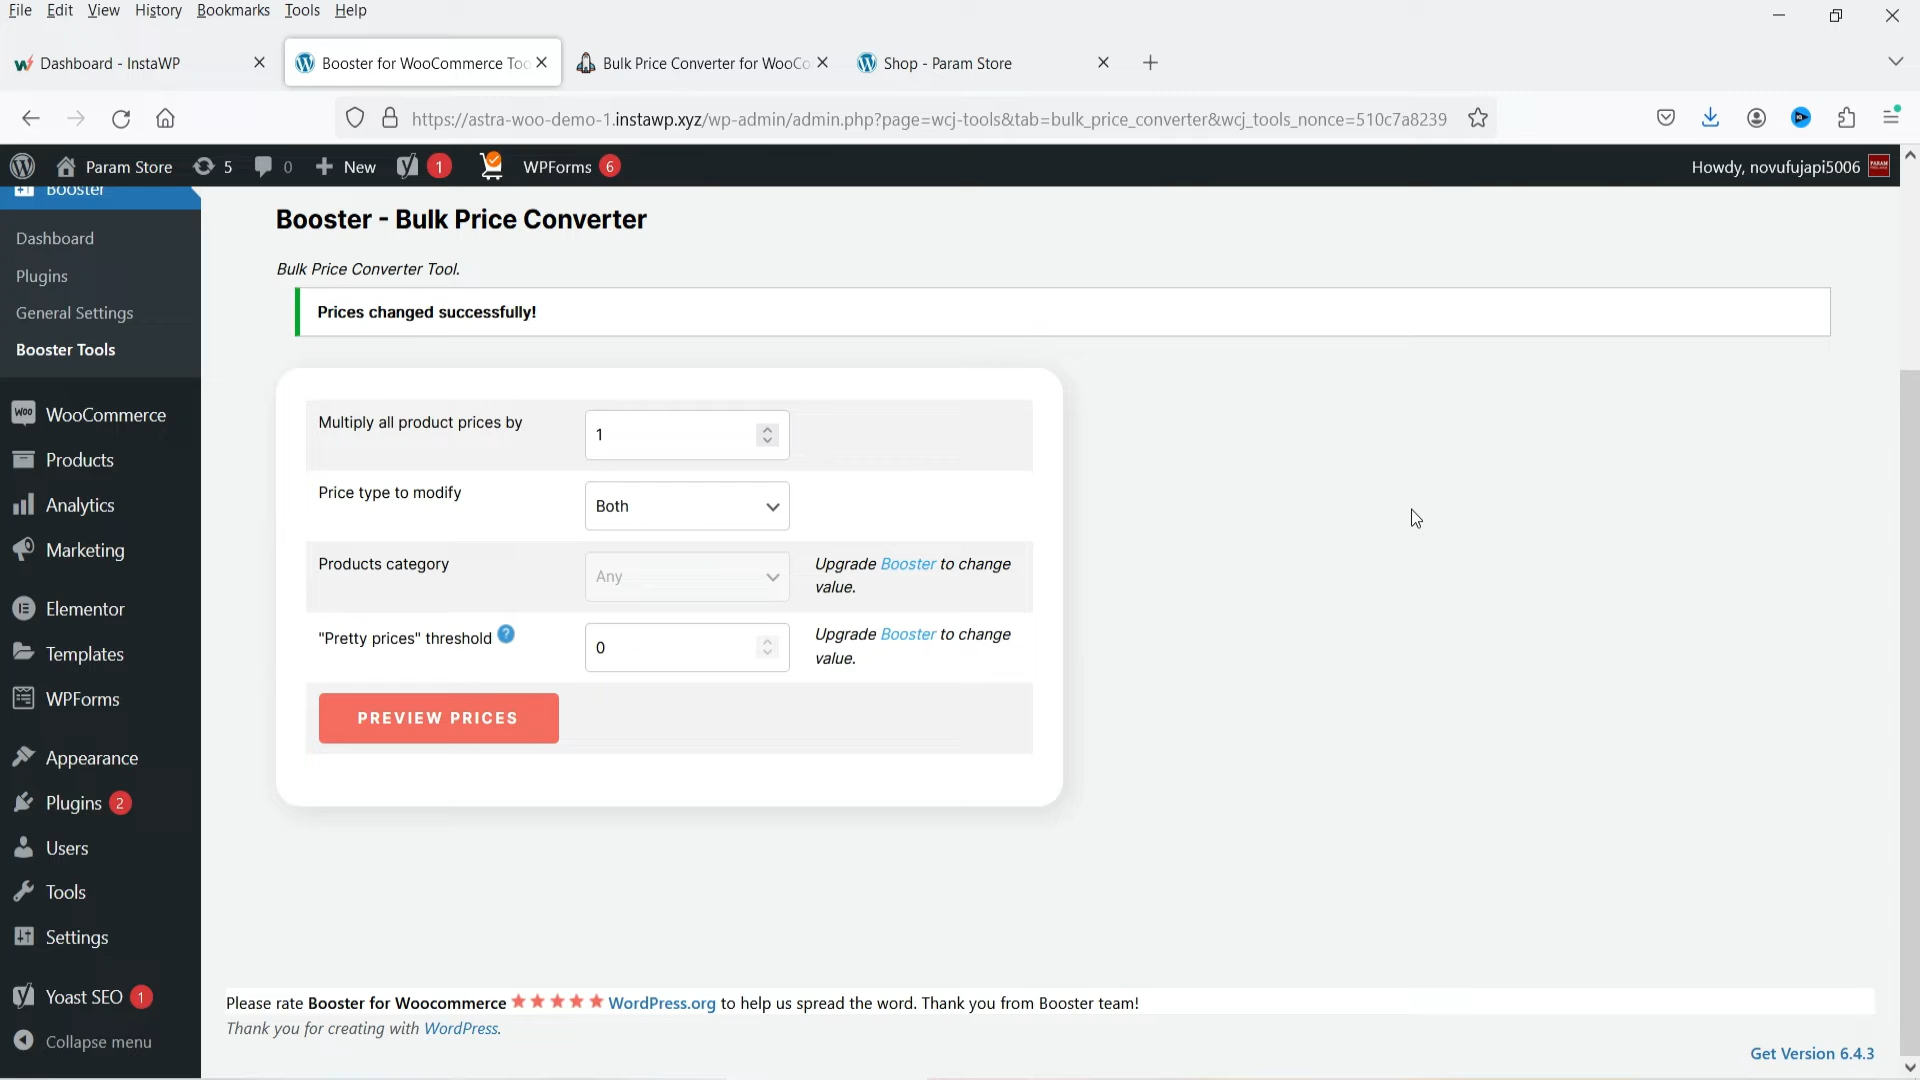 File Edit View History Bookmarks Tools Help
Dashboard - InstaWP
Booster for WooCommerce Too
Bulk Price Converter for WooCo
Shop - Param Store
https://astra-woo-demo-1.instawp.xyz/wp-admin/admin.php?page=wcj-tools&tab=bulk_price_converter&wcj_tools_nonce=510c7a8239
Param Store 5 0 New 1 WPForms 6 Howdy, novufujapi5006
Booster
Dashboard
Plugins
General Settings
Booster Tools
WooCommerce
Products
Analytics
Marketing
Elementor
Templates
WPForms
Appearance
Plugins 2
Users
Tools
Settings
Yoast SEO 1
Collapse menu
Booster - Bulk Price Converter
Bulk Price Converter Tool.
Prices changed successfully!
Multiply all product prices by 1
Price type to modify Both
Products category Any Upgrade Booster to change
value.
"Pretty prices" threshold ? 0 Upgrade Booster to change
value.
PREVIEW PRICES
Please rate Booster for Woocommerce ★★★★★ WordPress.org to help us spread the word. Thank you from Booster team!
Thank you for creating with WordPress.
Get Version 6.4.3